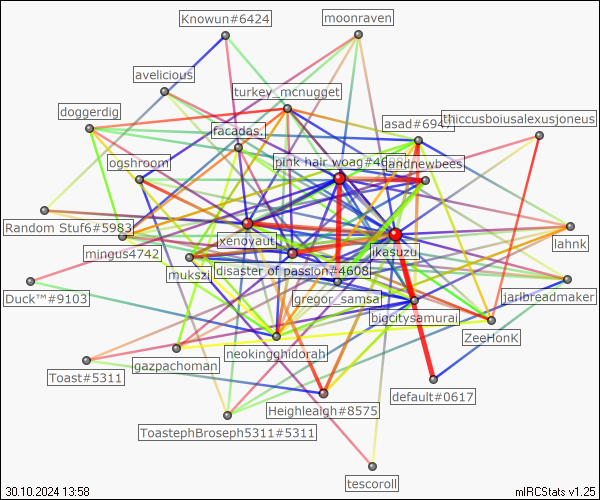 Knowun#6424
moonraven
avelicious
turkey_mcnugget
doggerdig
asad#6947
thiccusboiusalexusjoneus
facadas.
ogshroom
pink hair woag#46
andnewbees
Random Stuf6#5983
xenoyaut
ikasuzu
lahnk
mingus4742
mukszi
disaster of passion#4608
Duck™#9103
gregor_samsa
jarlbreadmaker
bigcitysamurai
ZeeHonK
neokingghidorah
gazpachoman
Toast#5311
default#0617
Heighleaigh#8575
ToastephBroseph5311#5311
tescoroll
30.10.2024 13:58
mIRCStats v1.25